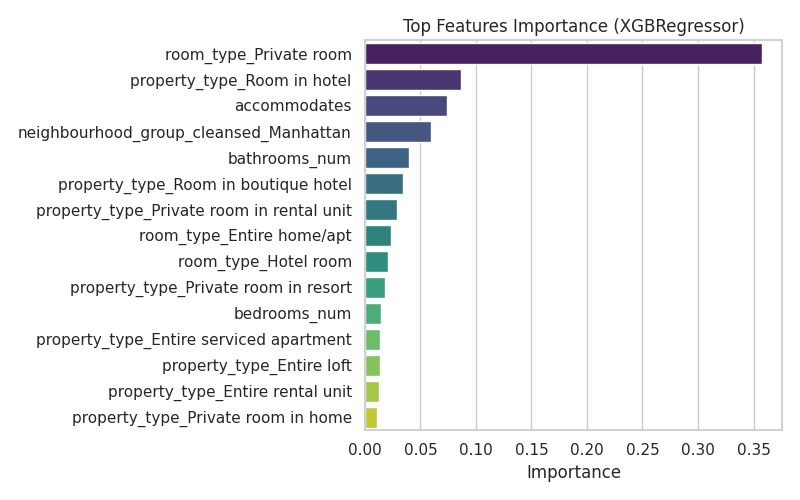 Top Features Importance (XGBRegressor)
room_type_Private room
property_type_Room in hotel
accommodates
neighbourhood_group_cleansed_Manhattan
bathrooms_num
property_type_Room in boutique hotel
property_type_Private room in rental unit
room_type_Entire home/apt
room_type_Hotel room
property_type_Private room in resort
bedrooms_num
property_type_Entire serviced apartment
property_type_Entire loft
property_type_Entire rental unit
property_type_Private room in home
0.00 0.05 0.10 0.15 0.20 0.25 0.30 0.35
Importance